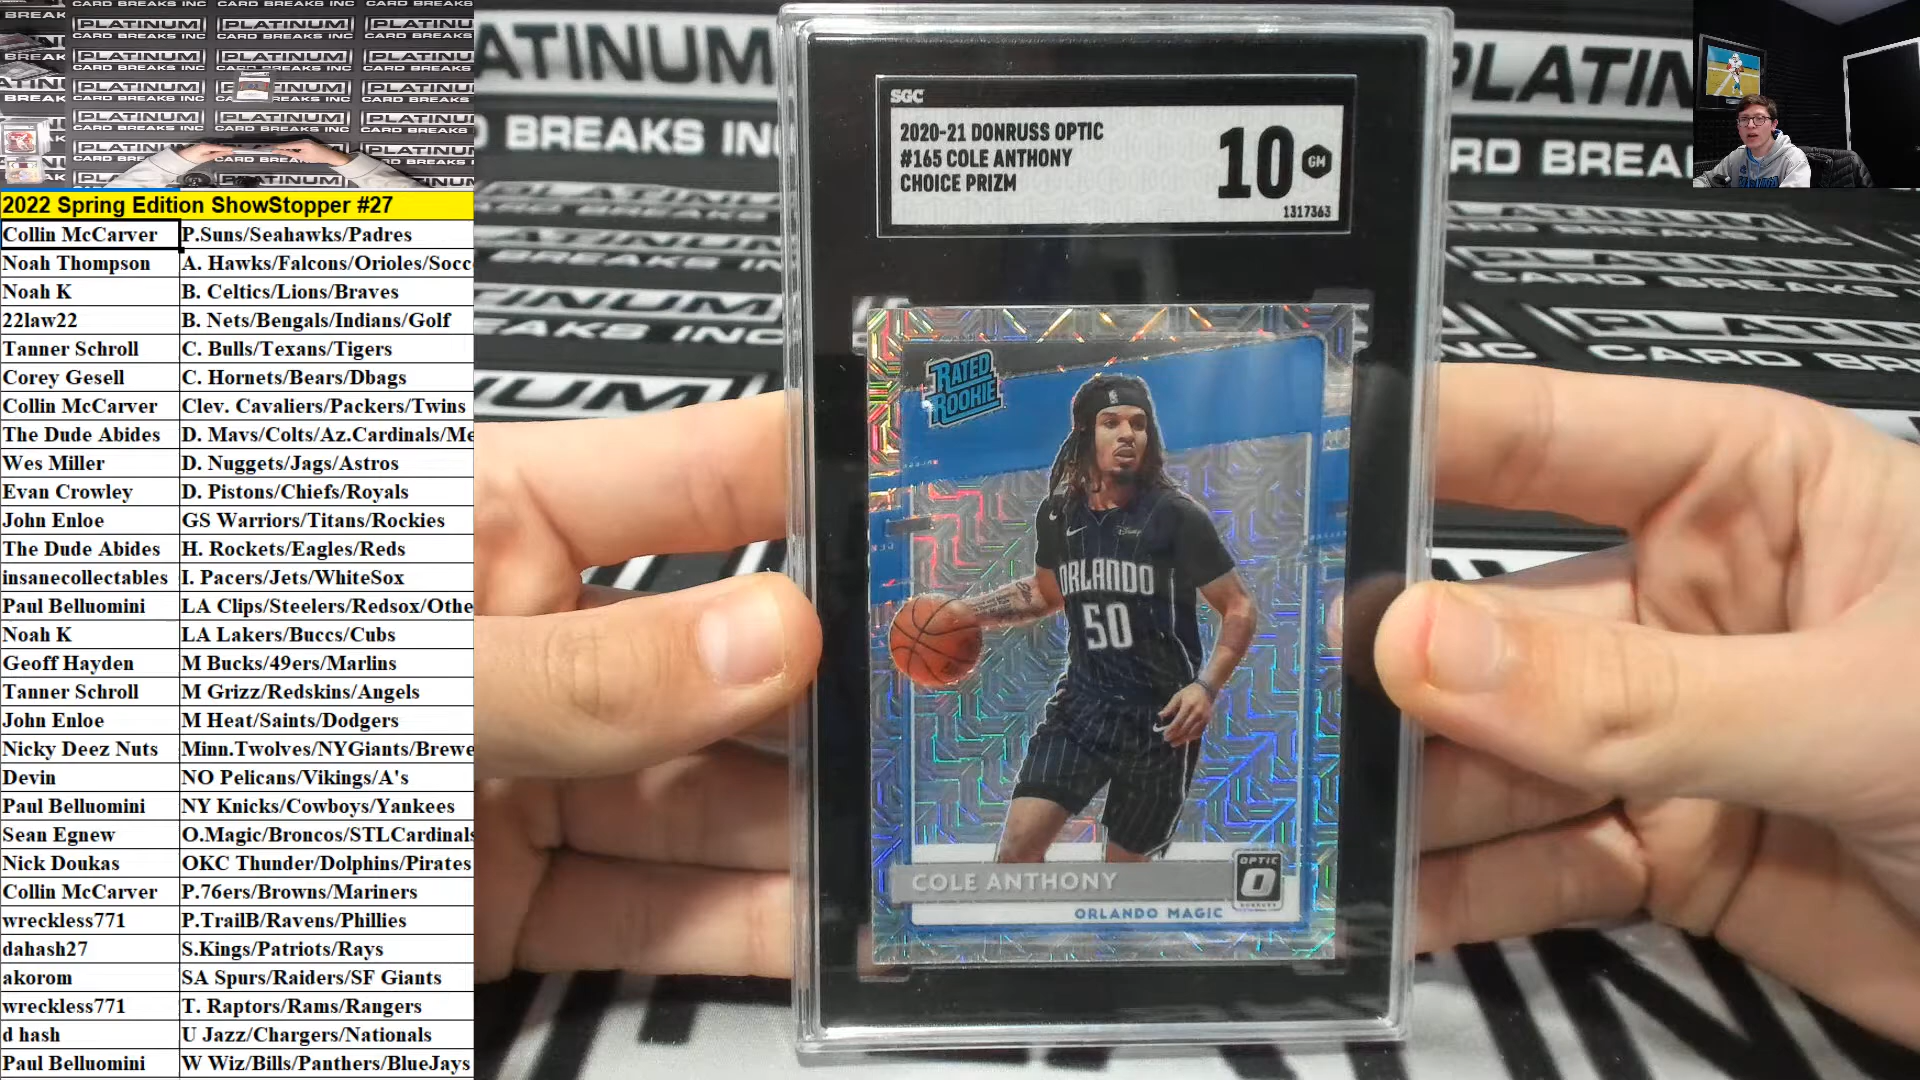 2022 Spring Edition ShowStopper #27
Collin McCarver P.Suns/Seahawks/Padres
Noah Thompson A. Hawks/Falcons/Orioles/Socc
Noah K B. Celtics/Lions/Braves
22law22 B. Nets/Bengals/Indians/Golf
Tanner Schroll C. Bulls/Texans/Tigers
Corey Gesell C. Hornets/Bears/Dbags
Collin McCarver Clev. Cavaliers/Packers/Twins
The Dude Abides D. Mavs/Colts/Az.Cardinals/Me
Wes Miller D. Nuggets/Jags/Astros
Evan Crowley D. Pistons/Chiefs/Royals
John Enloe GS Warriors/Titans/Rockies
The Dude Abides H. Rockets/Eagles/Reds
insanecollectables I. Pacers/Jets/WhiteSox
Paul Belluomini LA Clips/Steelers/Redsox/Othe
Noah K LA Lakers/Buccs/Cubs
Geoff Hayden M Bucks/49ers/Marlins
Tanner Schroll M Grizz/Redskins/Angels
John Enloe M Heat/Saints/Dodgers
Nicky Deez Nuts Minn.Twolves/NYGiants/Brewe
Devin NO Pelicans/Vikings/A's
Paul Belluomini NY Knicks/Cowboys/Yankees
Sean Egnew O.Magic/Broncos/STLCardinals
Nick Doukas OKC Thunder/Dolphins/Pirates
Collin McCarver P.76ers/Browns/Mariners
wreckless771 P.TrailB/Ravens/Phillies
dahash27 S.Kings/Patriots/Rays
akorom SA Spurs/Raiders/SF Giants
wreckless771 T. Raptors/Rams/Rangers
d hash U Jazz/Chargers/Nationals
Paul Belluomini W Wiz/Bills/Panthers/BlueJays
SGC
2020-21 DONRUSS OPTIC
#165 COLE ANTHONY
CHOICE PRIZM
10 GM
1317363
RATED
ROOKIE
Disney
ORLANDO
50
OPTIC
COLE ANTHONY
ORLANDO MAGIC
PLATINUM
CARD BREAKS INC